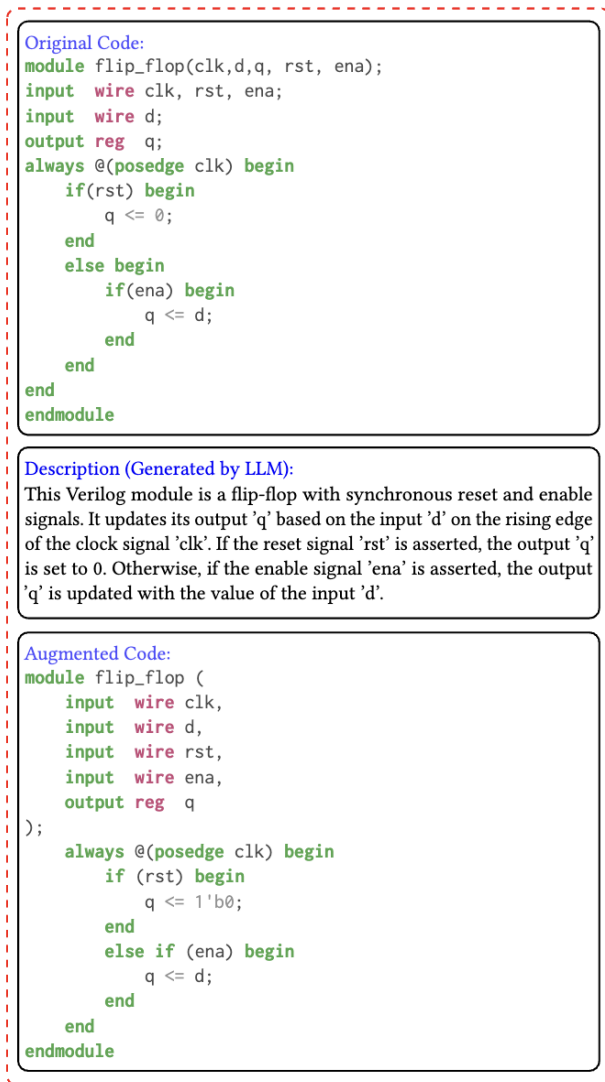 Original Code:
module flip_flop(clk,d,q, rst, ena);
input  wire clk, rst, ena;
input  wire d;
output reg  q;
always @(posedge clk) begin
    if(rst) begin
        q <= 0;
    end
    else begin
        if(ena) begin
            q <= d;
        end
    end
end
endmodule
Description (Generated by LLM):
This Verilog module is a flip-flop with synchronous reset and enable
signals. It updates its output ’q’ based on the input ’d’ on the rising edge
of the clock signal ’clk’. If the reset signal ’rst’ is asserted, the output ’q’
is set to 0. Otherwise, if the enable signal ’ena’ is asserted, the output
’q’ is updated with the value of the input ’d’.
Augmented Code:
module flip_flop (
    input  wire clk,
    input  wire d,
    input  wire rst,
    input  wire ena,
    output reg  q
);
    always @(posedge clk) begin
        if (rst) begin
            q <= 1'b0;
        end
        else if (ena) begin
            q <= d;
        end
    end
endmodule